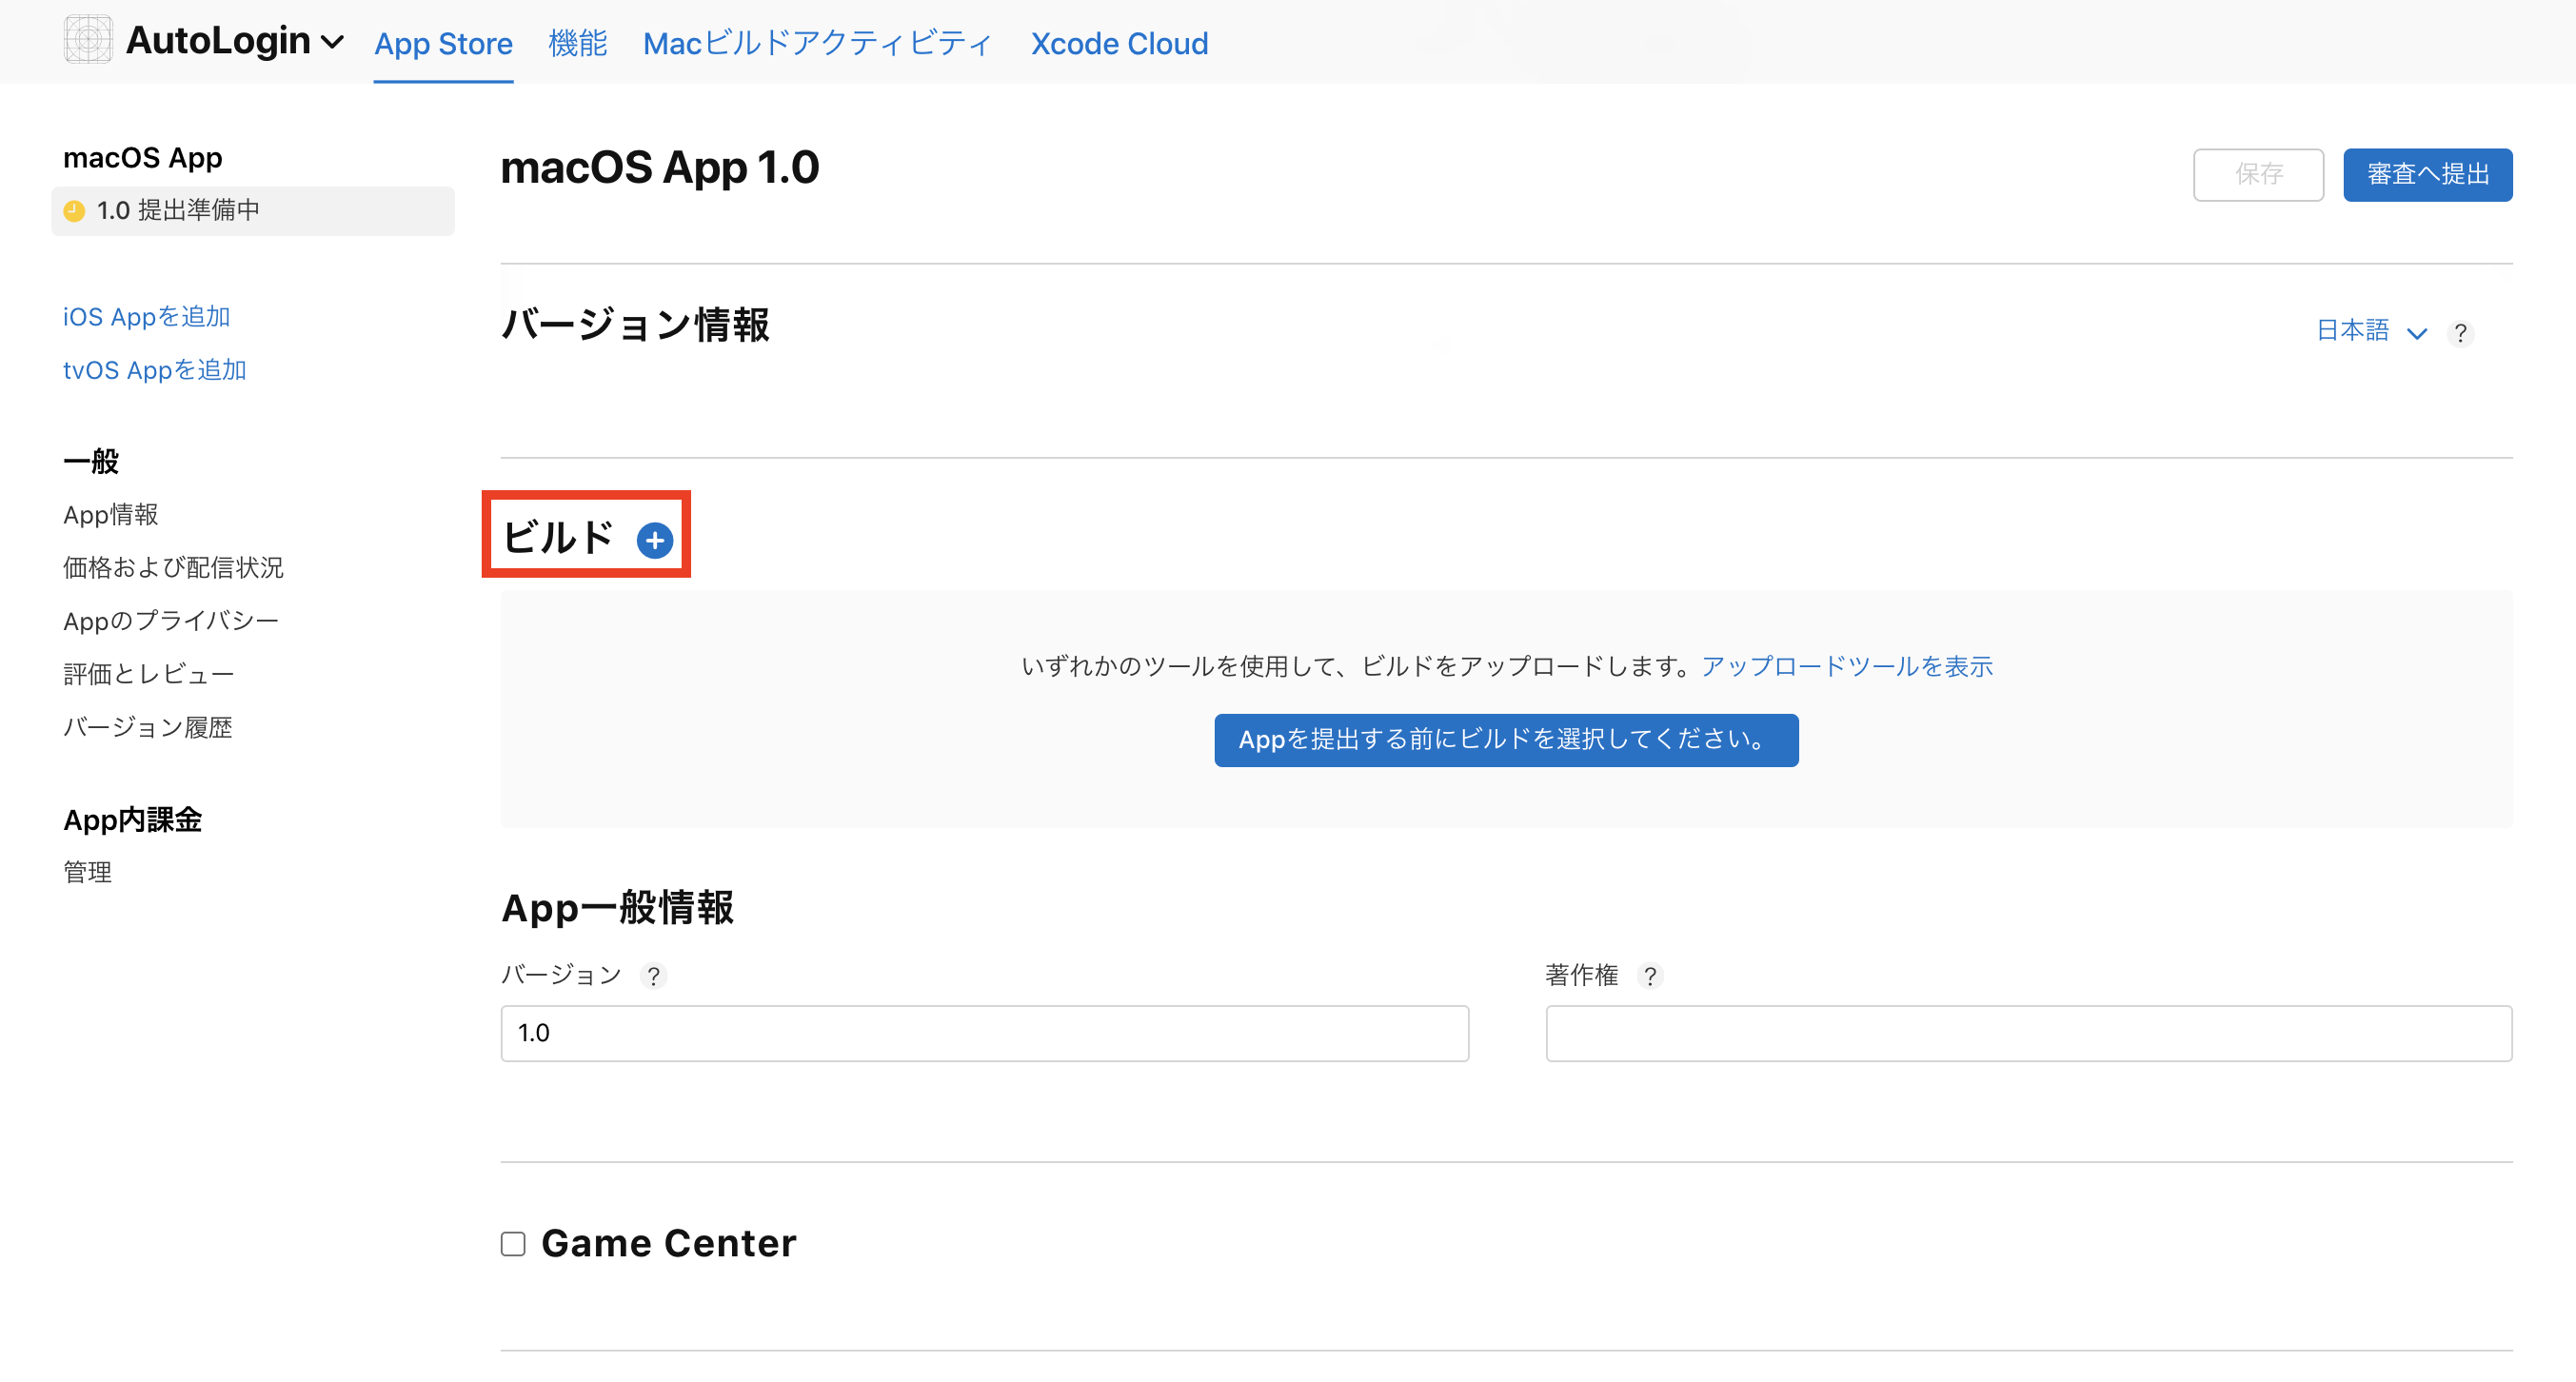 AutoLogin App Store 機能 Macビルドアクティビティ Xcode Cloud
macOS App
1.0 提出準備中
iOS Appを追加
tvOS Appを追加
一般
App情報
価格および配信状況
Appのプライバシー
評価とレビュー
バージョン履歴
App内課金
管理
macOS App 1.0
保存 審査へ提出
バージョン情報
日本語 ?
ビルド +
いずれかのツールを使用して、ビルドをアップロードします。アップロードツールを表示
Appを提出する前にビルドを選択してください。
App一般情報
バージョン ?
1.0
著作権 ?
Game Center